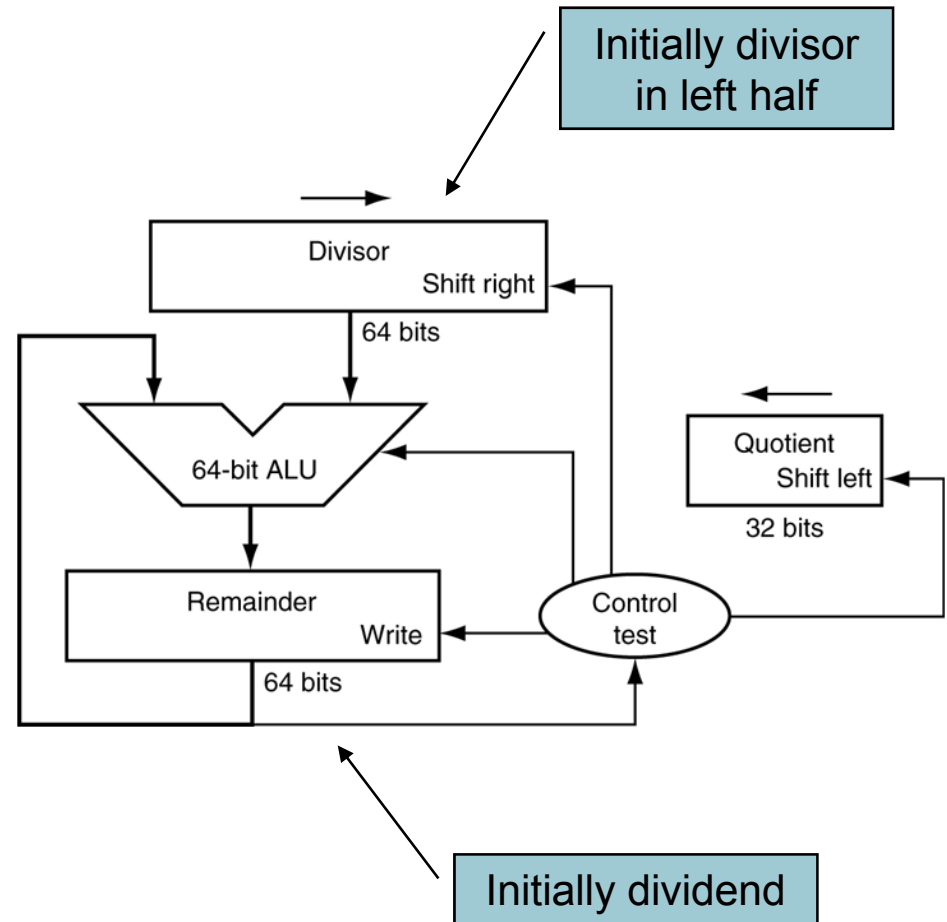 Initially divisor
in left half
Divisor
Shift right
64 bits
64-bit ALU
Quotient
Shift left
32 bits
Remainder
Write
Control
test
64 bits
Initially dividend